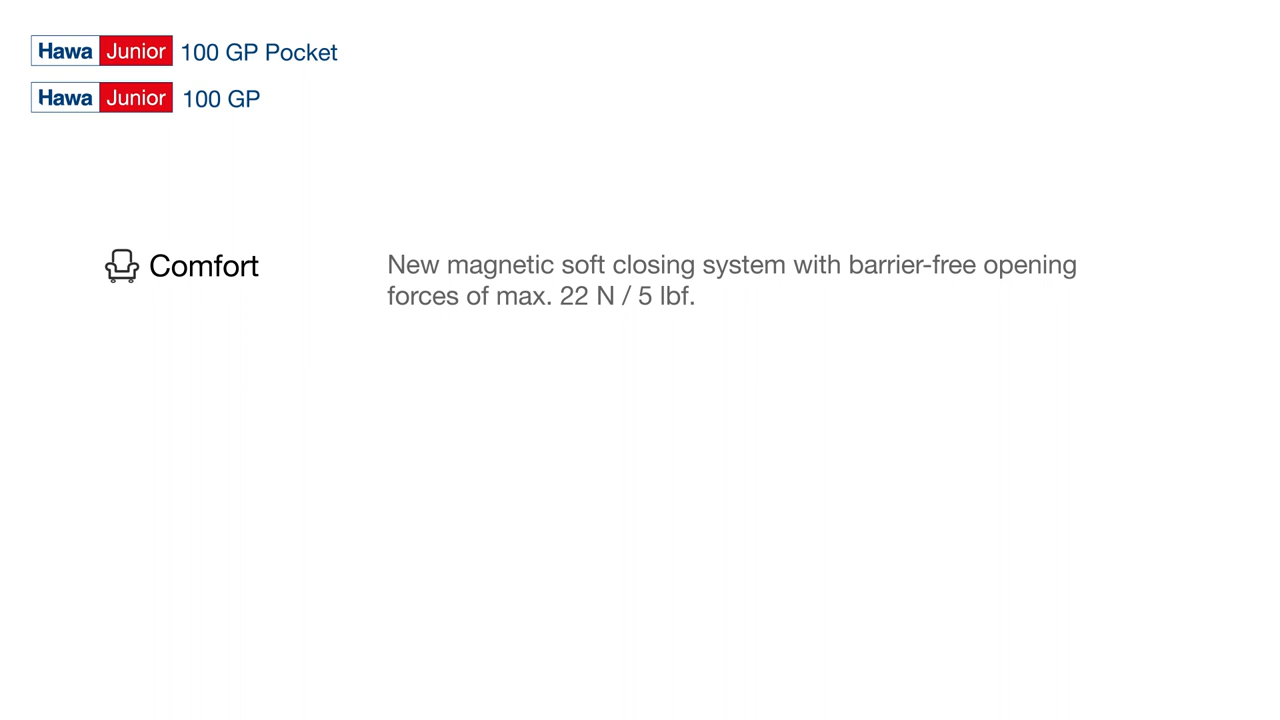 Hawa Junior 100 GP Pocket
Hawa Junior 100 GP
Comfort
New magnetic soft closing system with barrier-free opening
forces of max. 22 N / 5 lbf.